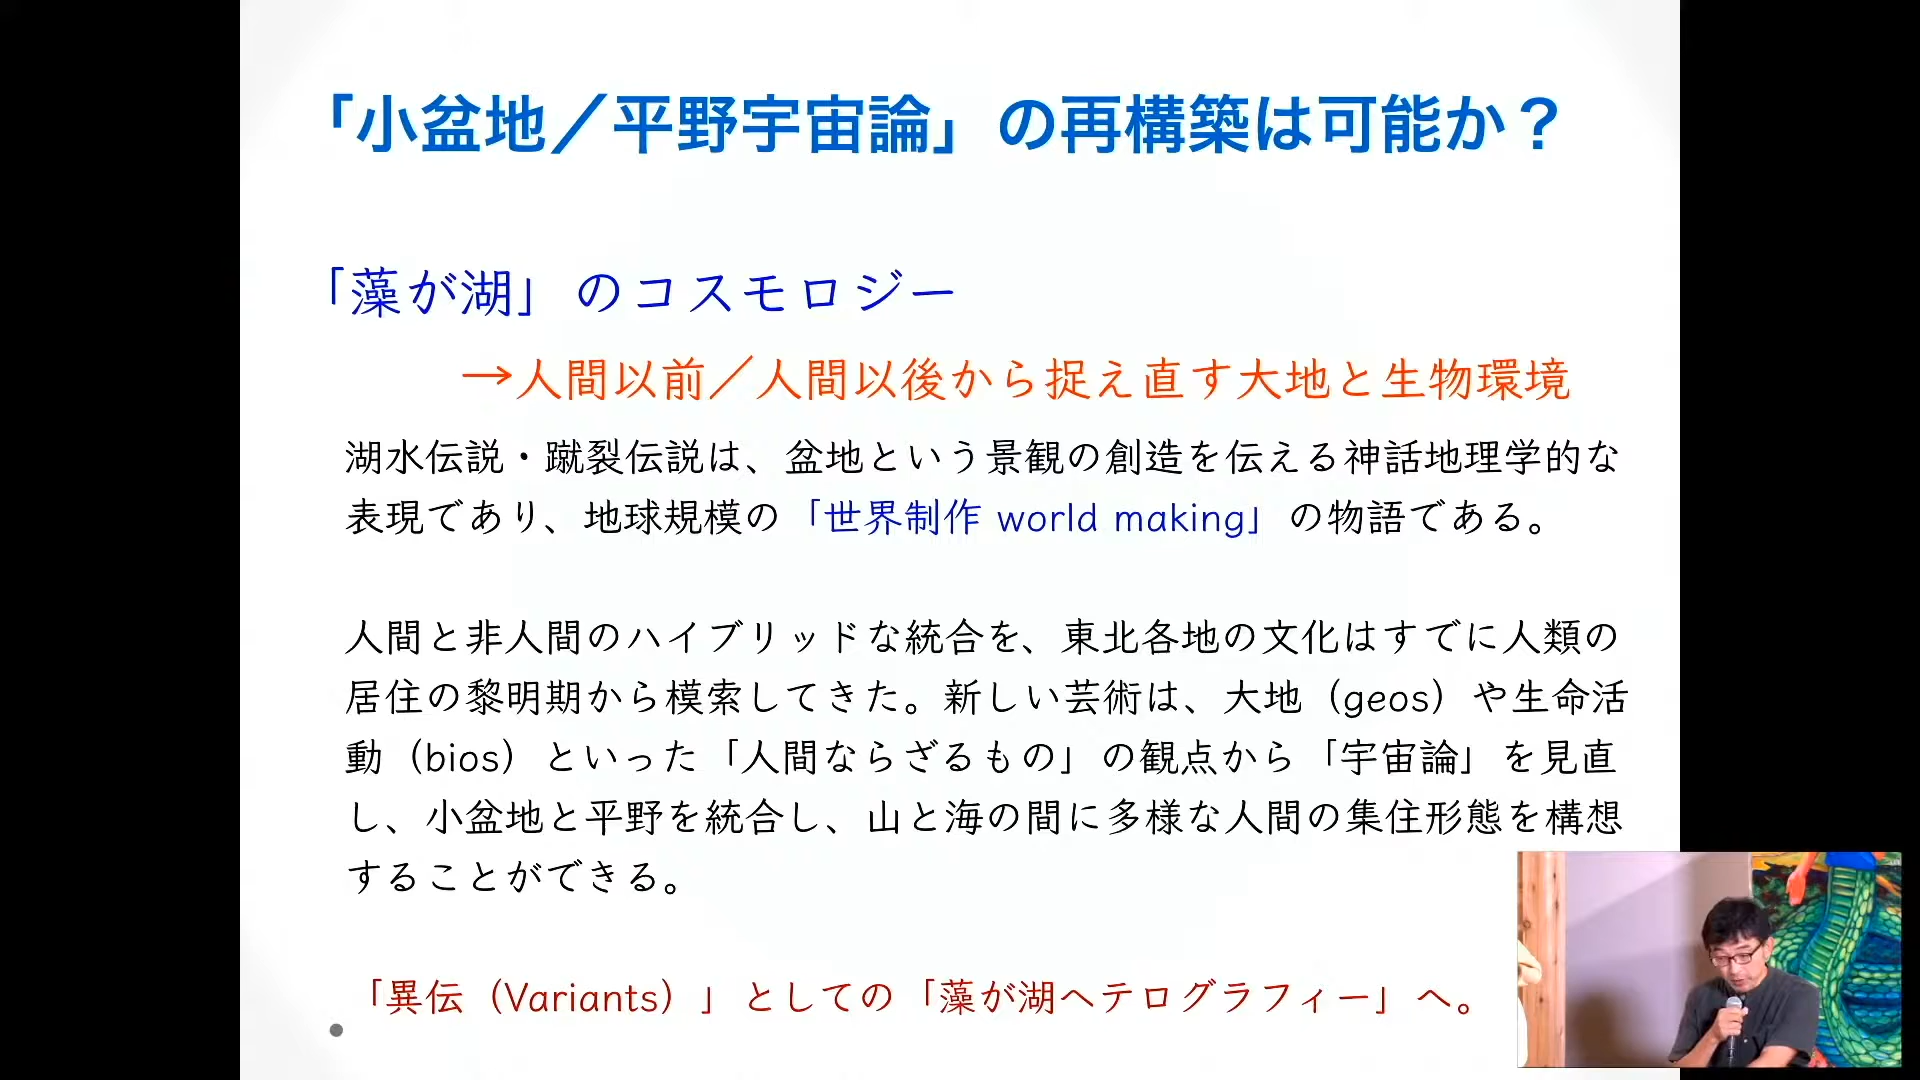 「小盆地／平野宇宙論」の再構築は可能か？
「藻が湖」のコスモロジー
→人間以前／人間以後から捉え直す大地と生物環境
湖水伝説・蹴裂伝説は、盆地という景観の創造を伝える神話地理学的な
表現であり、地球規模の「世界制作 world making」の物語である。
人間と非人間のハイブリッドな統合を、東北各地の文化はすでに人類の
居住の黎明期から模索してきた。新しい芸術は、大地（geos）や生命活
動（bios）といった「人間ならざるもの」の観点から「宇宙論」を見直
し、小盆地と平野を統合し、山と海の間に多様な人間の集住形態を構想
することができる。
「異伝（Variants）」としての「藻が湖ヘテログラフィー」へ。